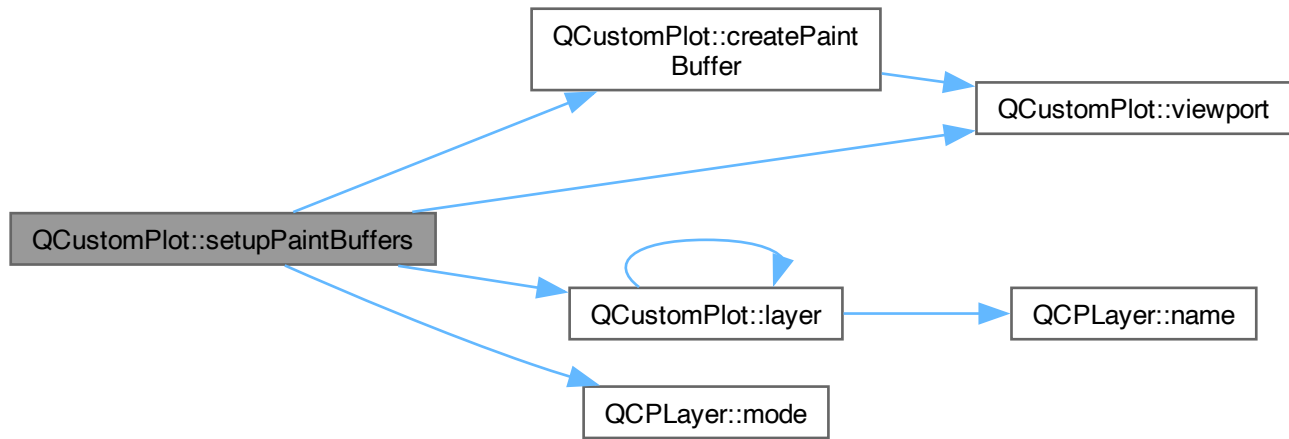 QCustomPlot::createPaint
Buffer
QCustomPlot::viewport
QCustomPlot::setupPaintBuffers
QCustomPlot::layer
QCPLayer::name
QCPLayer::mode